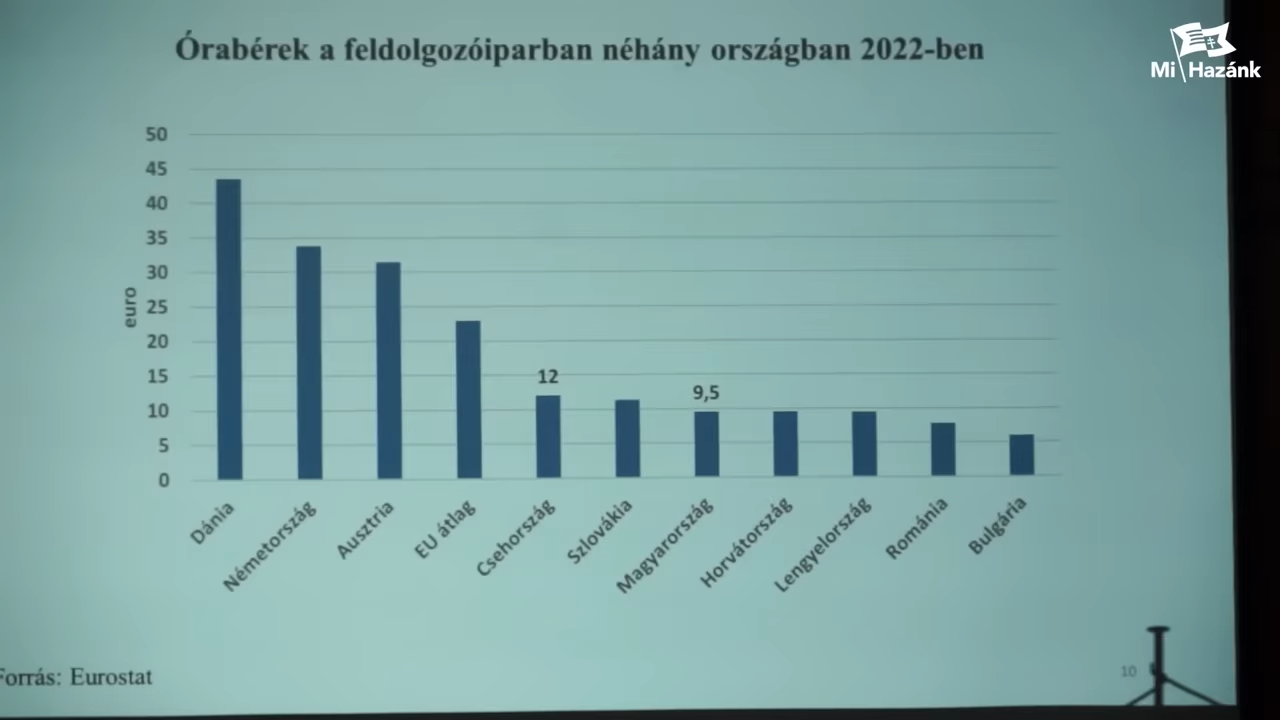 Órabérek a feldolgozóiparban néhány országban 2022-ben
Mi Hazánk
50
45
40
35
30
25
20
15
10
5
0
euro
12
9,5
Dánia
Németország
Ausztria
EU átlag
Csehország
Szlovákia
Magyarország
Horvátország
Lengyelország
Románia
Bulgária
Forrás: Eurostat
10